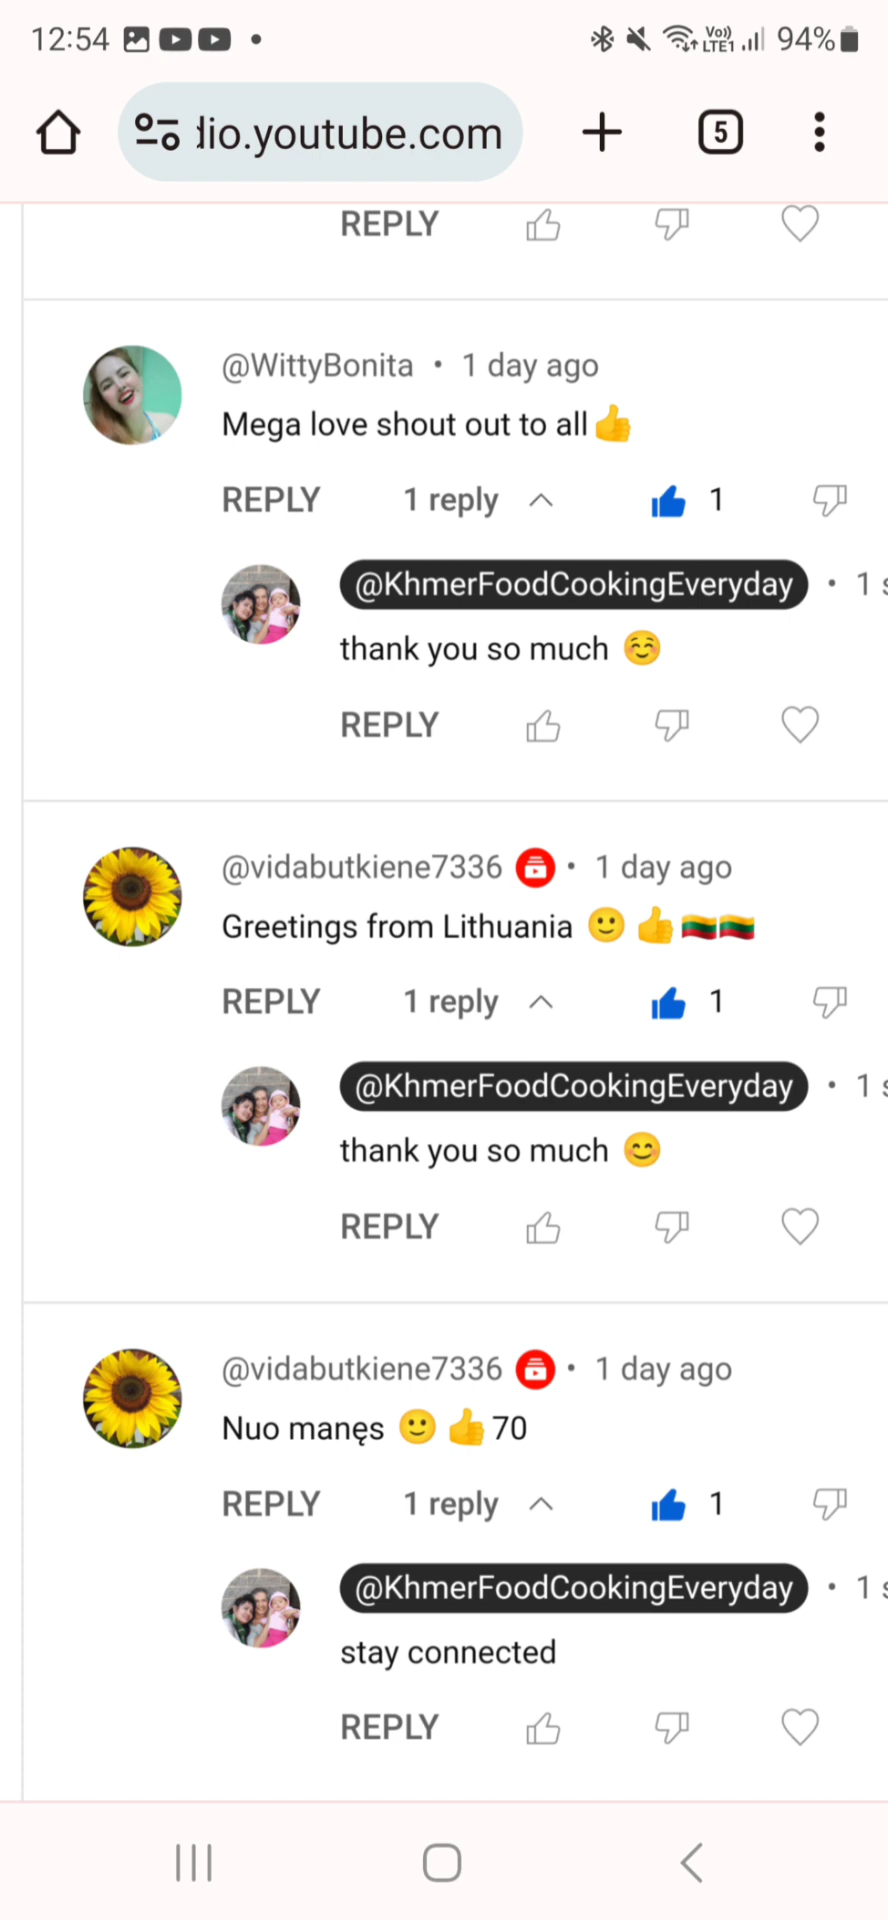 12:54 Vo)) LTE1 94%
dio.youtube.com 5
REPLY
@WittyBonita • 1 day ago
Mega love shout out to all 👍
REPLY 1 reply 1
@KhmerFoodCookingEveryday • 1 s
thank you so much ☺️
REPLY
@vidabutkiene7336 • 1 day ago
Greetings from Lithuania 🙂 👍🇱🇹🇱🇹
REPLY 1 reply 1
@KhmerFoodCookingEveryday • 1 s
thank you so much 😊
REPLY
@vidabutkiene7336 • 1 day ago
Nuo manęs 🙂 👍70
REPLY 1 reply 1
@KhmerFoodCookingEveryday • 1 s
stay connected
REPLY